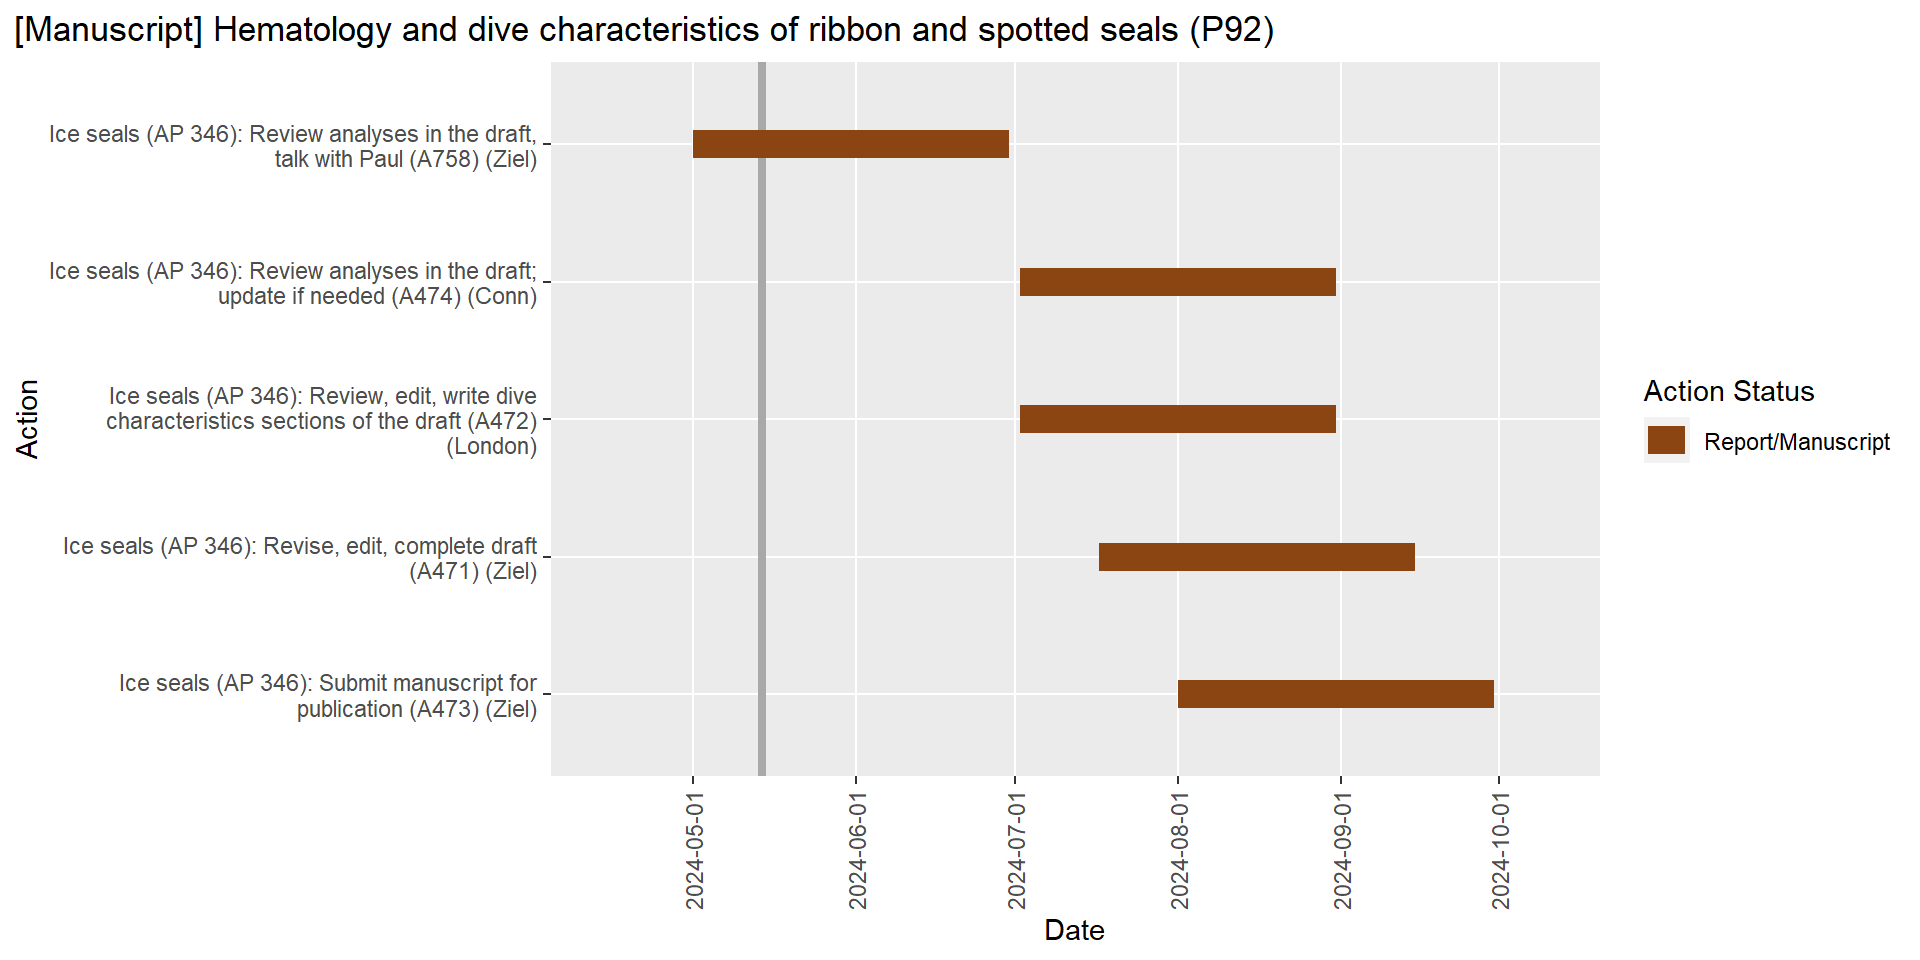 [Manuscript] Hematology and dive characteristics of ribbon and spotted seals (P92)
Ice seals (AP 346): Review analyses in the draft,
talk with Paul (A758) (Ziel)
Ice seals (AP 346): Review analyses in the draft;
update if needed (A474) (Conn)
Ice seals (AP 346): Review, edit, write dive
characteristics sections of the draft (A472)
(London)
Ice seals (AP 346): Revise, edit, complete draft
(A471) (Ziel)
Ice seals (AP 346): Submit manuscript for
publication (A473) (Ziel)
Action
2024-05-01
2024-06-01
2024-07-01
2024-08-01
2024-09-01
2024-10-01
Date
Action Status
Report/Manuscript